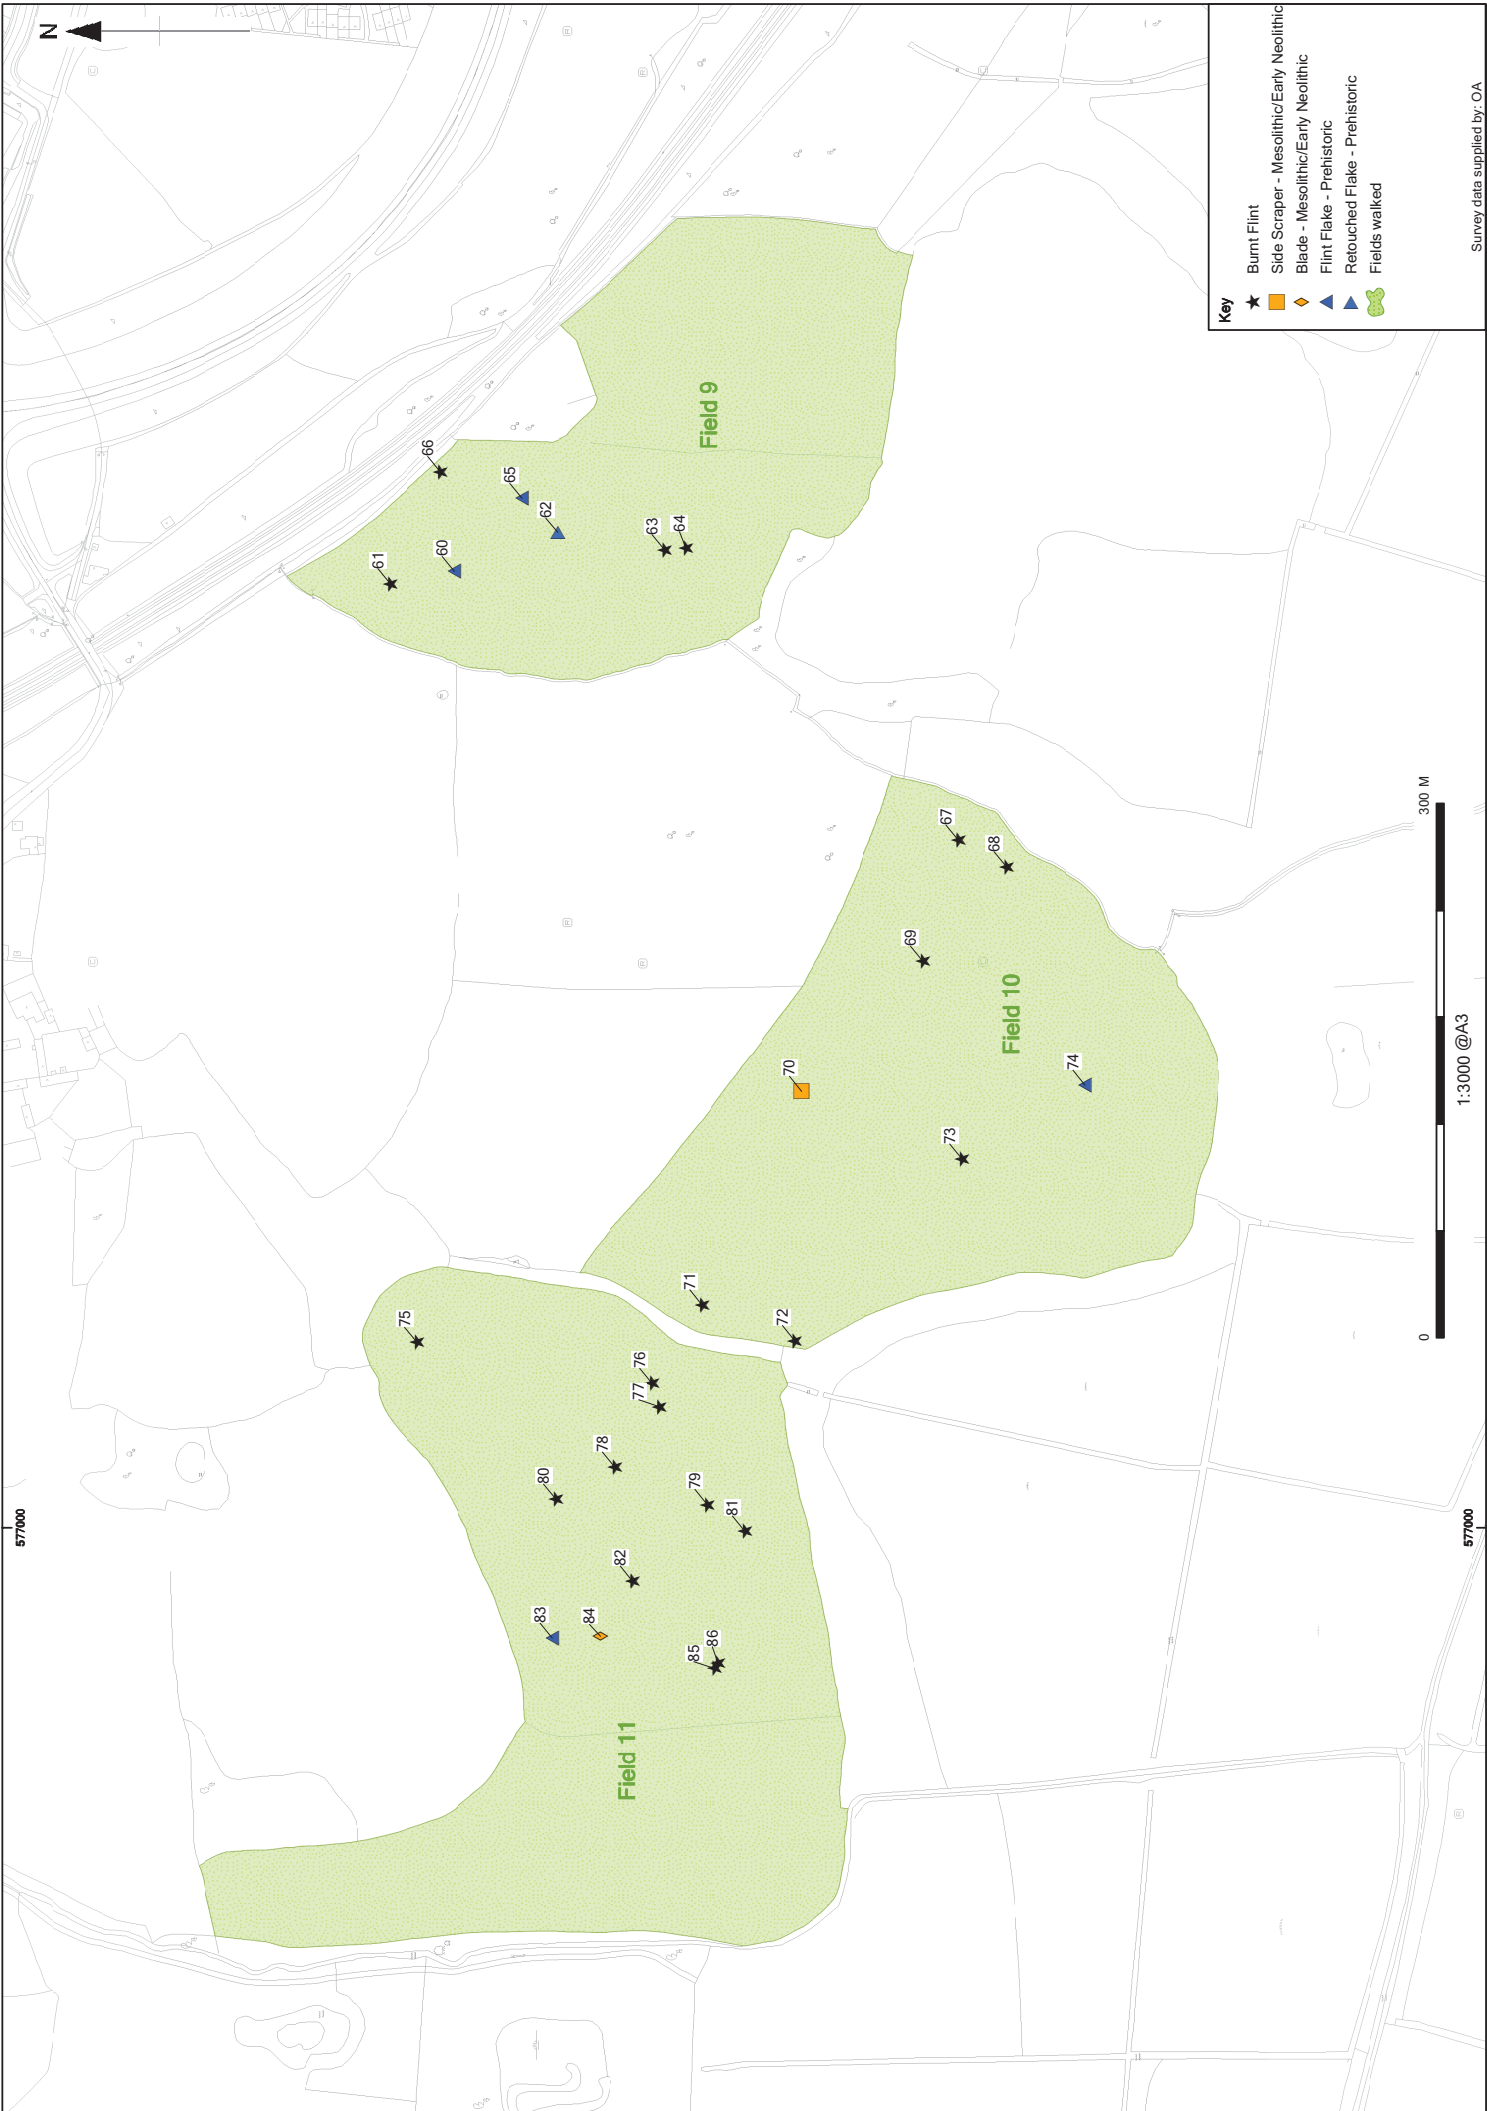 N
577000
66
65
62
61
60
63
64
Field 9
67
68
69
Field 10
70
74
73
71
72
75
76
77
78
80
79
81
82
83
84
85
86
Field 11
577000
Key
Burnt Flint
Side Scraper - Mesolithic/Early Neolithic
Blade - Mesolithic/Early Neolithic
Flint Flake - Prehistoric
Retouched Flake - Prehistoric
Fields walked
Survey data supplied by: OA
0
300 M
1:3000 @A3